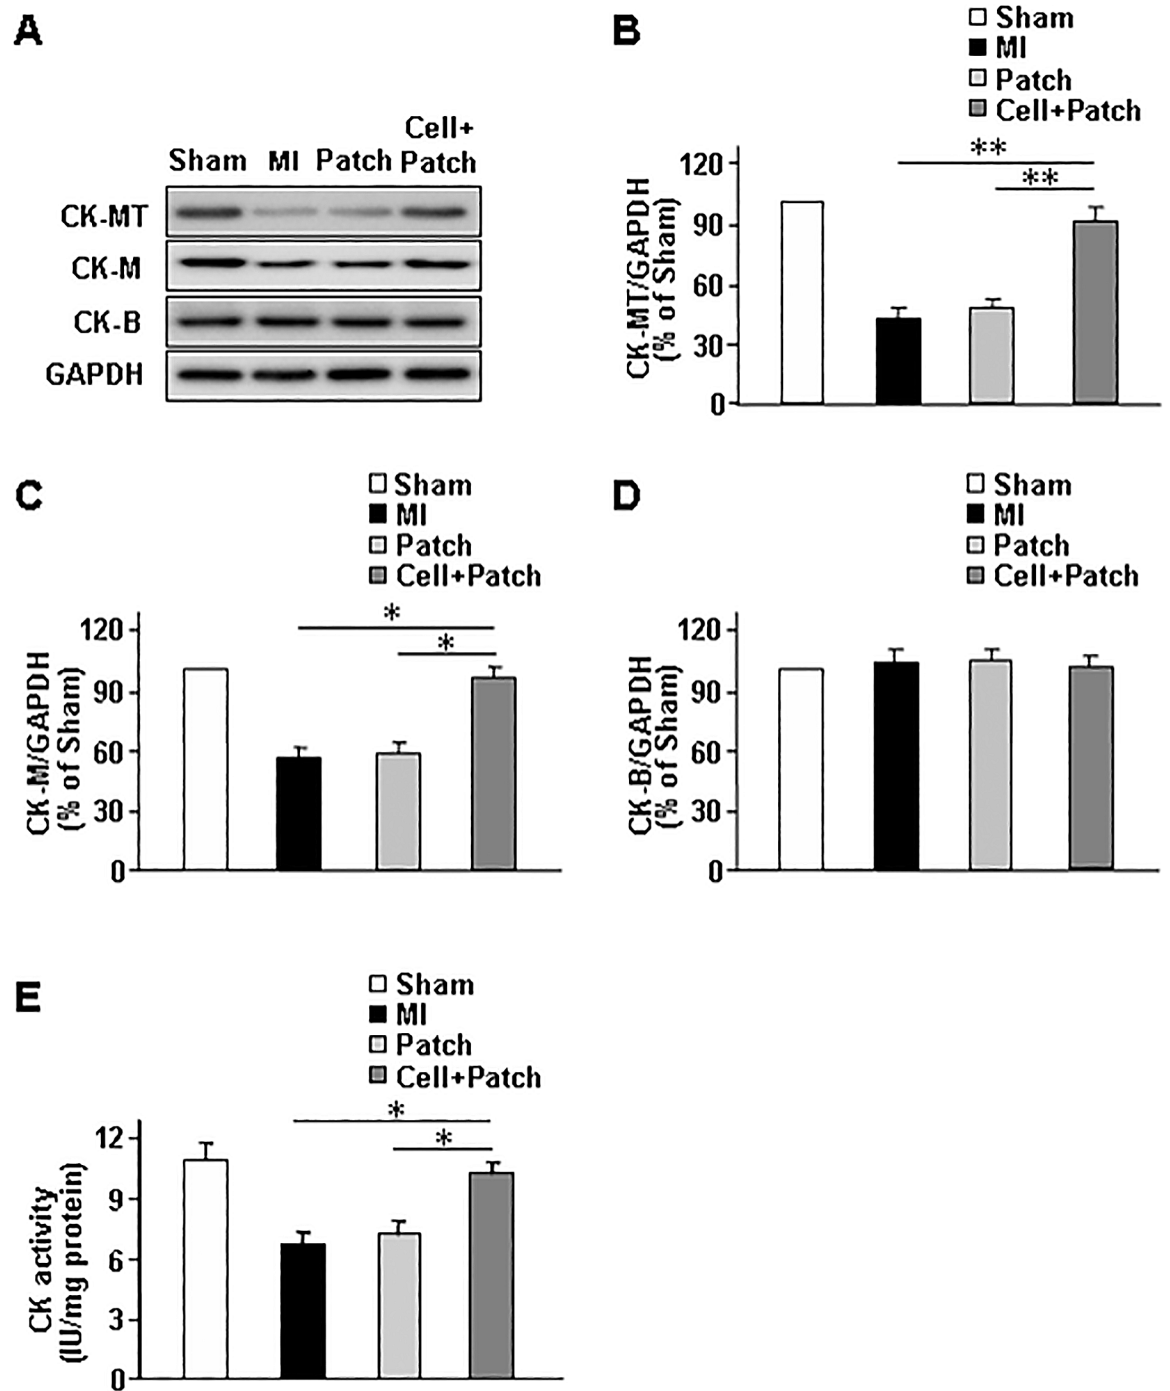 A
Cell+
Sham MI Patch Patch
CK-MT
CK-M
CK-B
GAPDH
B
Sham
MI
Patch
Cell+Patch
CK-MT/GAPDH
(% of Sham)
120
90
60
30
0
**
**
C
Sham
MI
Patch
Cell+Patch
CK-M/GAPDH
(% of Sham)
120
90
60
30
0
*
*
D
Sham
MI
Patch
Cell+Patch
CK-B/GAPDH
(% of Sham)
120
90
60
30
0
E
Sham
MI
Patch
Cell+Patch
CK activity
(IU/mg protein)
12
9
6
3
0
*
*